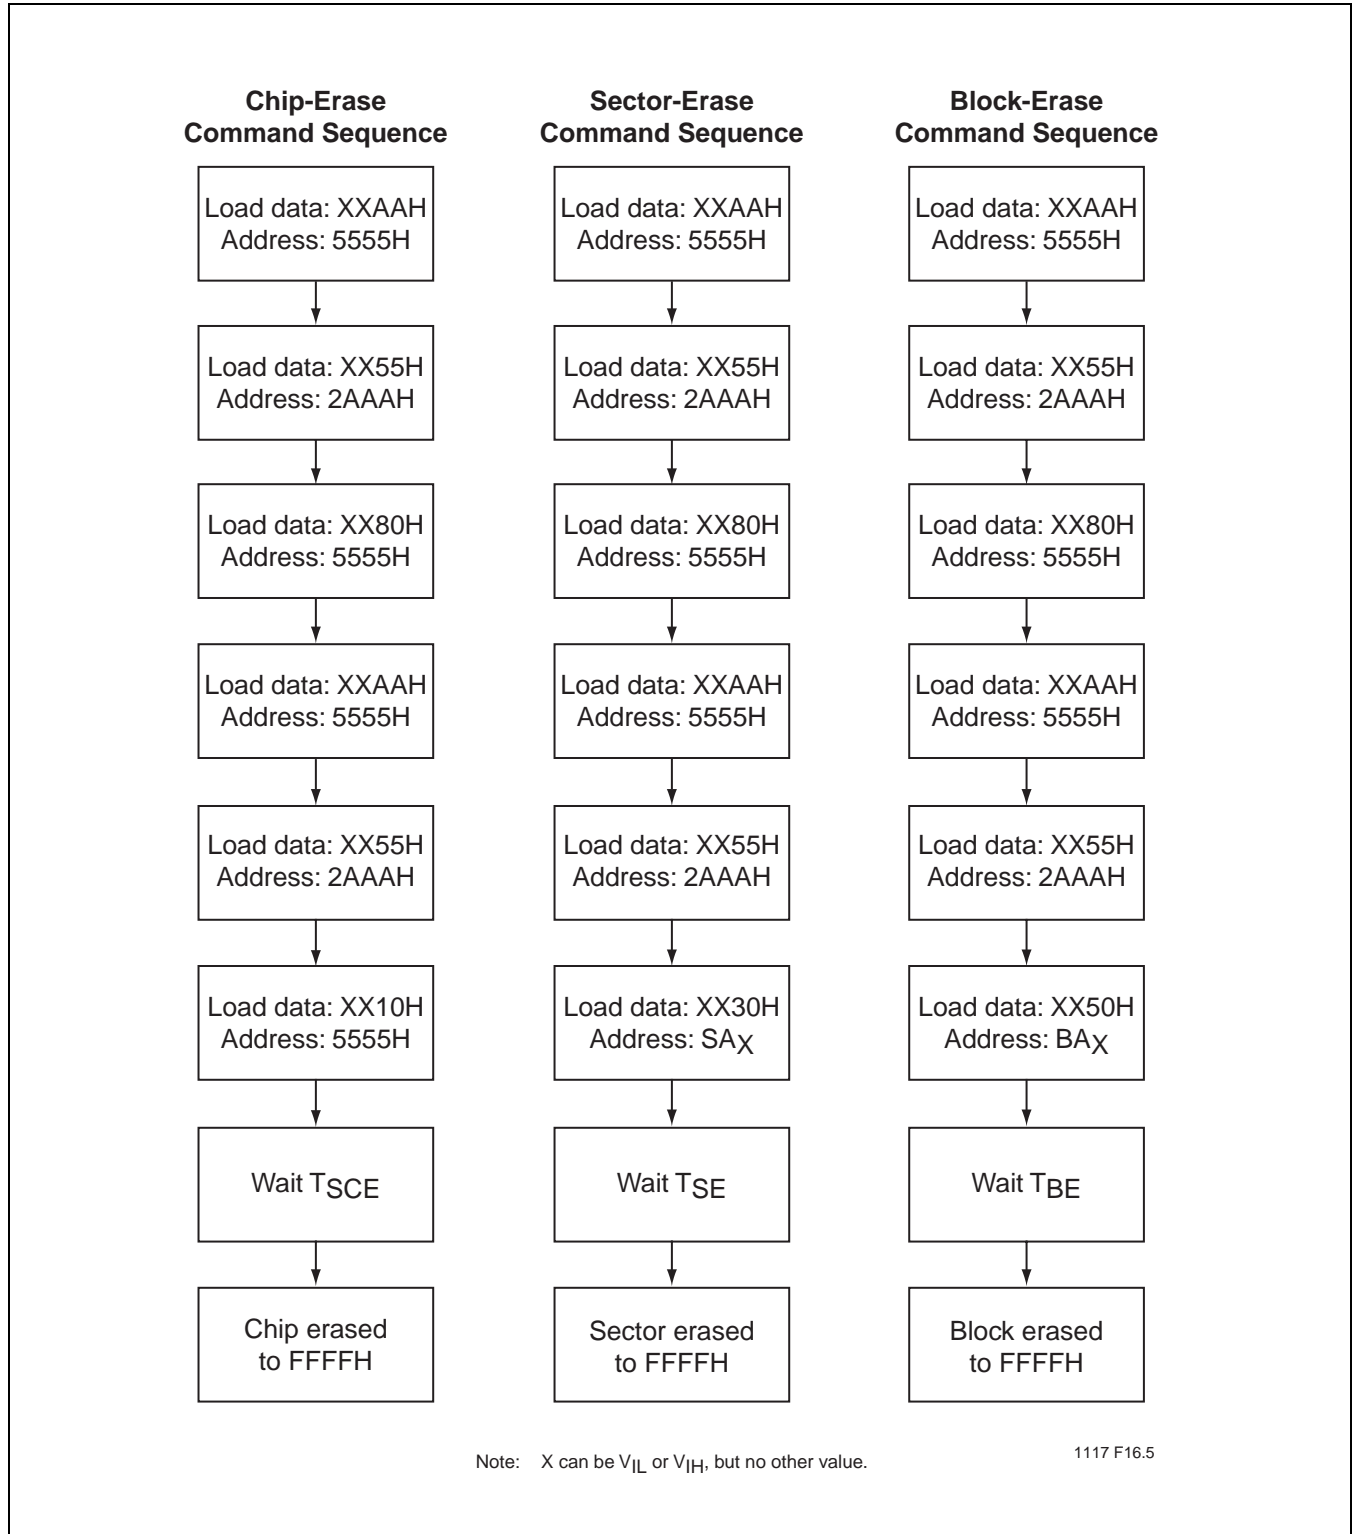 Chip-Erase
Command Sequence
Load data: XXAAH
Address: 5555H
Load data: XX55H
Address: 2AAAH
Load data: XX80H
Address: 5555H
Load data: XXAAH
Address: 5555H
Load data: XX55H
Address: 2AAAH
Load data: XX10H
Address: 5555H
Wait TSCE
Chip erased
to FFFFH
Sector-Erase
Command Sequence
Load data: XXAAH
Address: 5555H
Load data: XX55H
Address: 2AAAH
Load data: XX80H
Address: 5555H
Load data: XXAAH
Address: 5555H
Load data: XX55H
Address: 2AAAH
Load data: XX30H
Address: SAX
Wait TSE
Sector erased
to FFFFH
Block-Erase
Command Sequence
Load data: XXAAH
Address: 5555H
Load data: XX55H
Address: 2AAAH
Load data: XX80H
Address: 5555H
Load data: XXAAH
Address: 5555H
Load data: XX55H
Address: 2AAAH
Load data: XX50H
Address: BAX
Wait TBE
Block erased
to FFFFH
Note: X can be VIL or VIH, but no other value.
1117 F16.5